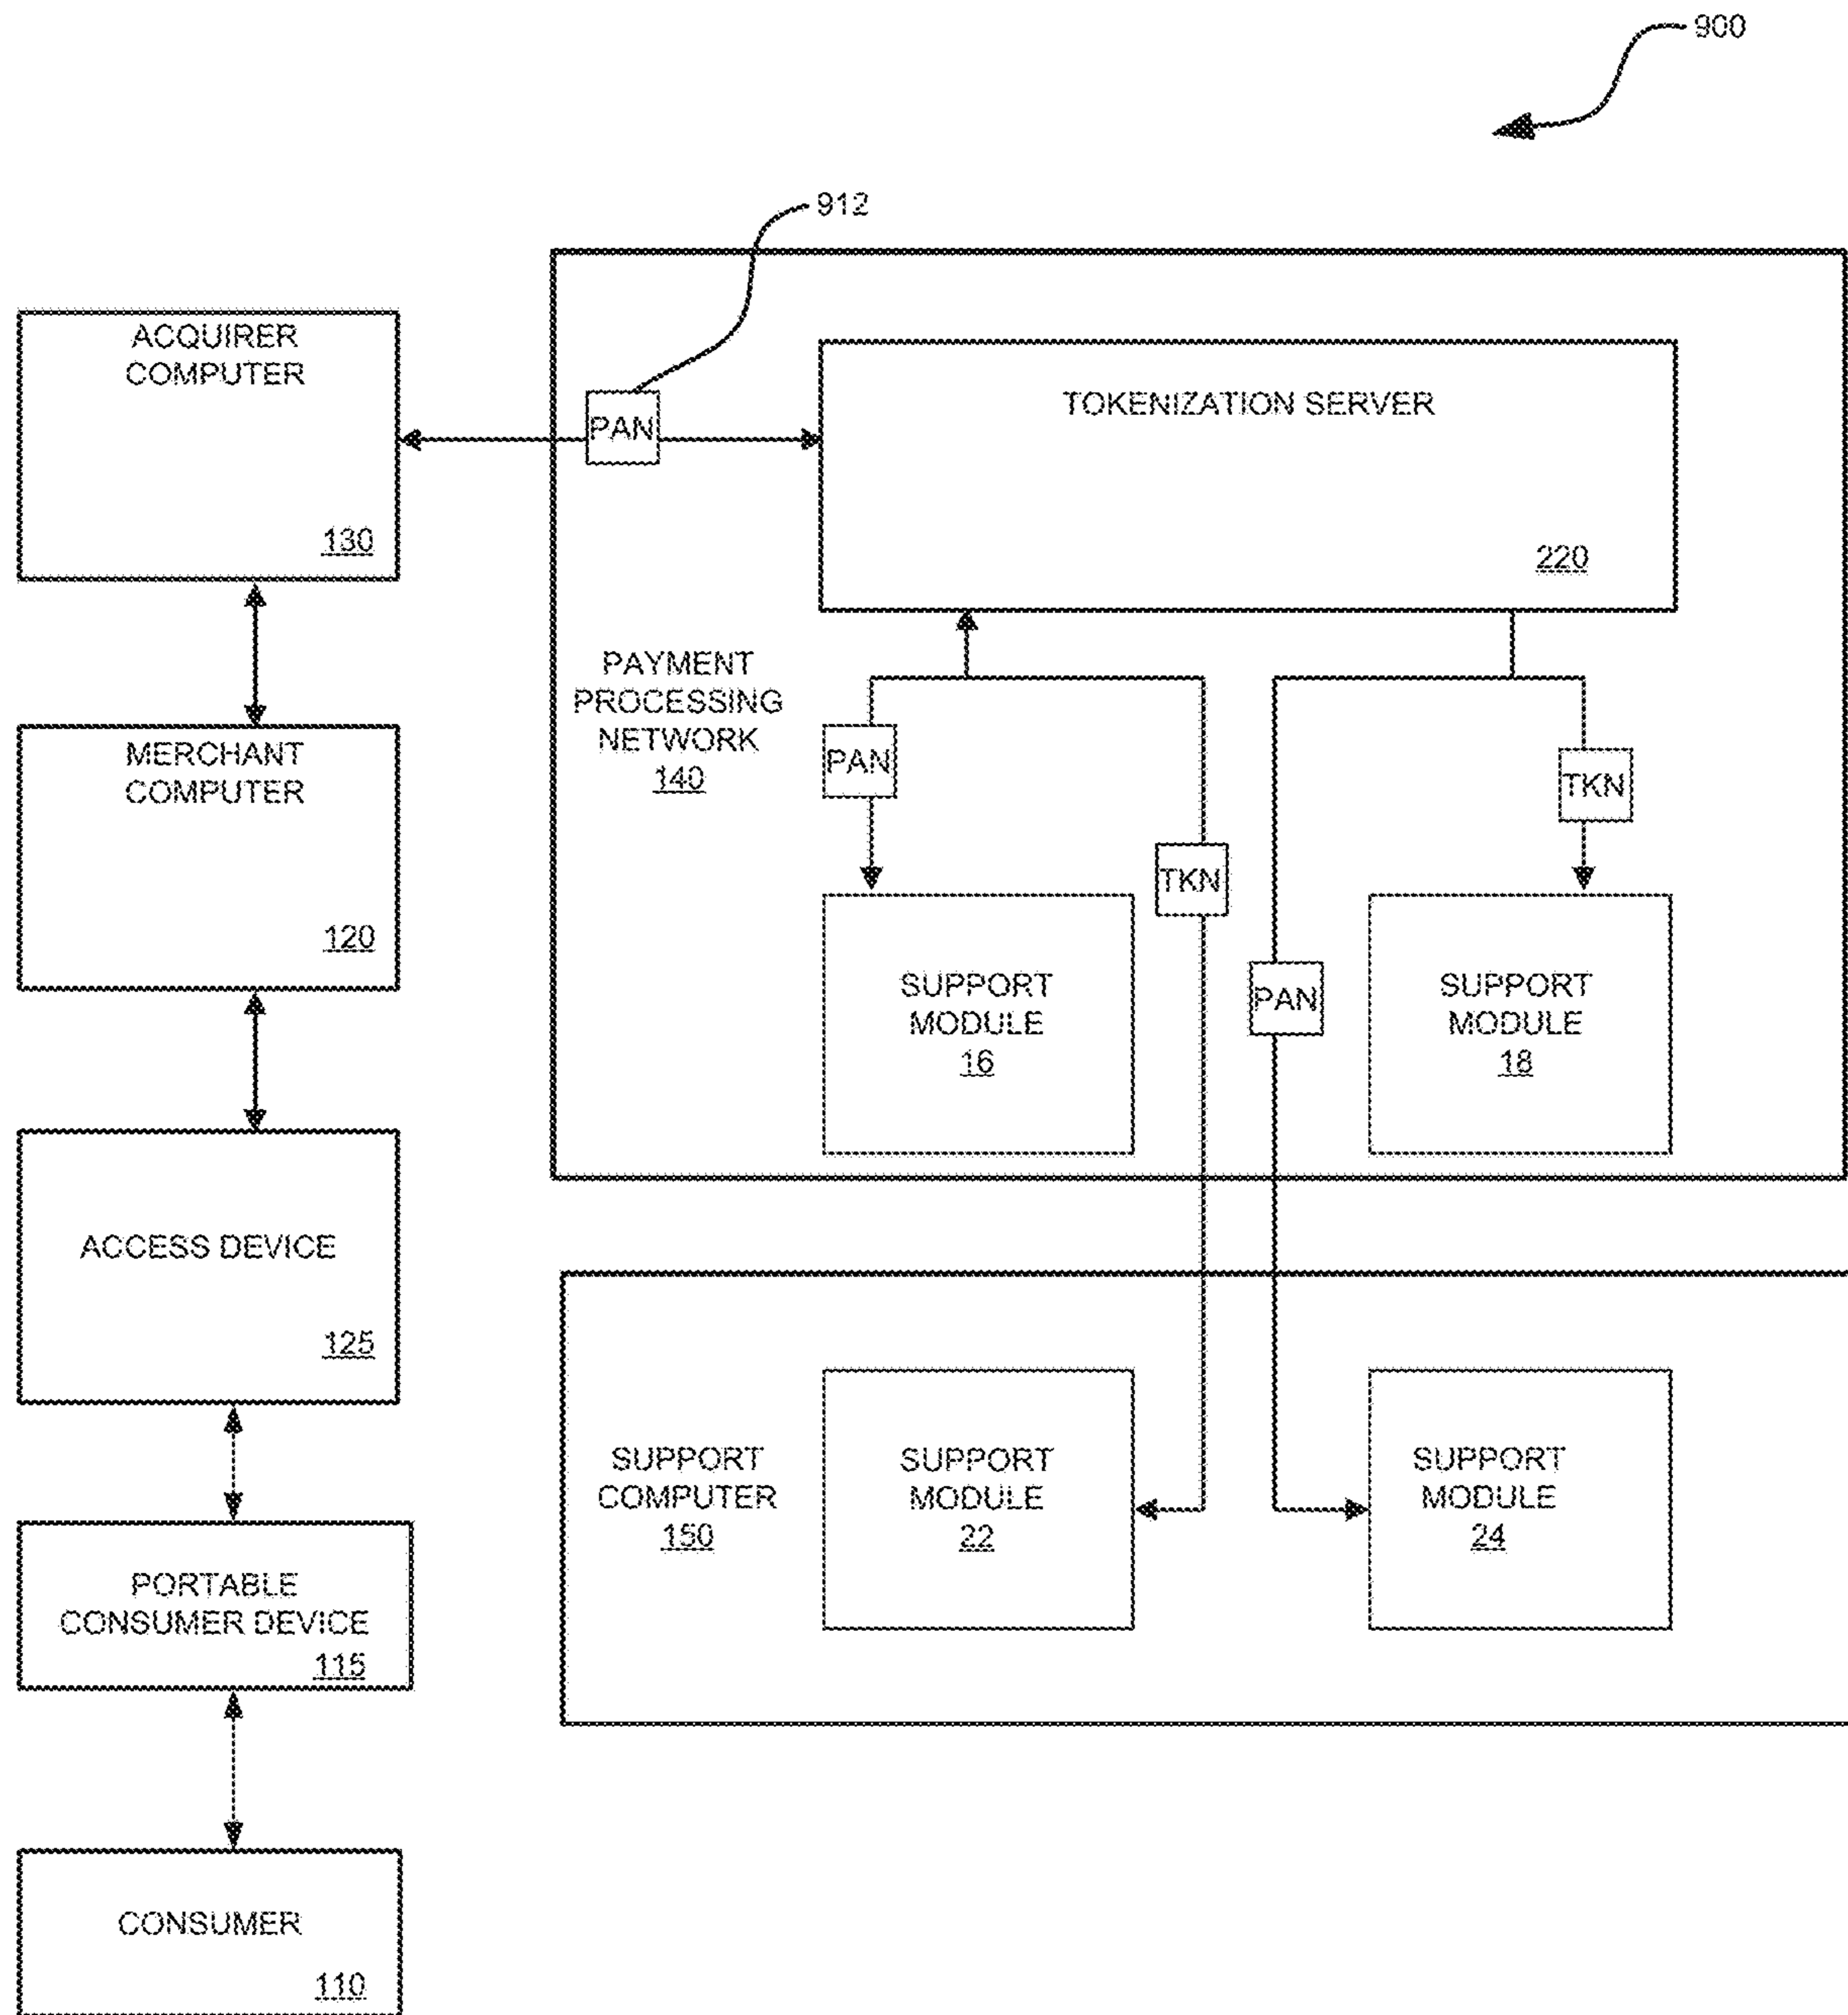 900
912
ACQUIRER
COMPUTER
130
PAN
TOKENIZATION SERVER
220
PAYMENT
PROCESSING
NETWORK
140
PAN
TKN
TKN
PAN
MERCHANT
COMPUTER
120
SUPPORT
MODULE
16
SUPPORT
MODULE
18
ACCESS DEVICE
125
SUPPORT
COMPUTER
150
SUPPORT
MODULE
22
SUPPORT
MODULE
24
PORTABLE
CONSUMER DEVICE
115
CONSUMER
110